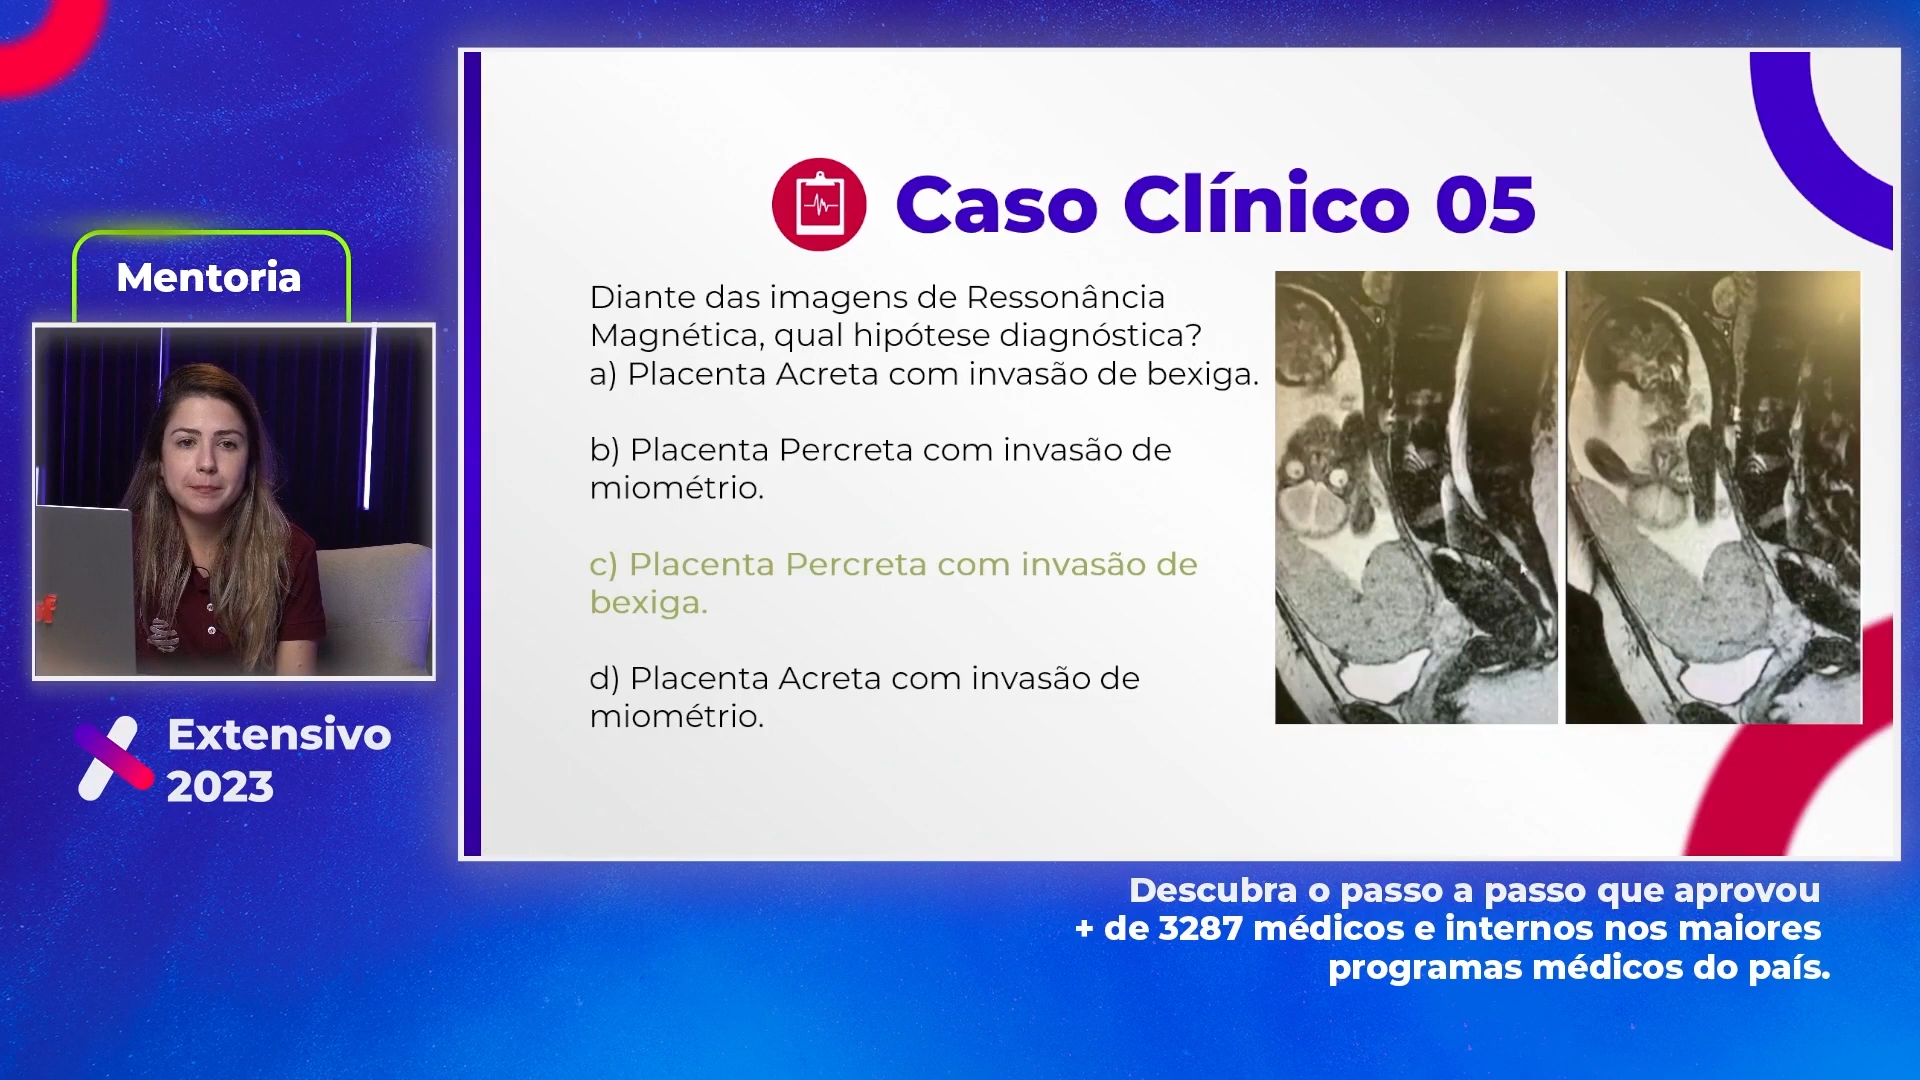 Mentoria
Extensivo
2023
Caso Clínico 05
Diante das imagens de Ressonância
Magnética, qual hipótese diagnóstica?
a) Placenta Acreta com invasão de bexiga.
b) Placenta Percreta com invasão de
miométrio.
c) Placenta Percreta com invasão de
bexiga.
d) Placenta Acreta com invasão de
miométrio.
Descubra o passo a passo que aprovou
+ de 3287 médicos e internos nos maiores
programas médicos do país.